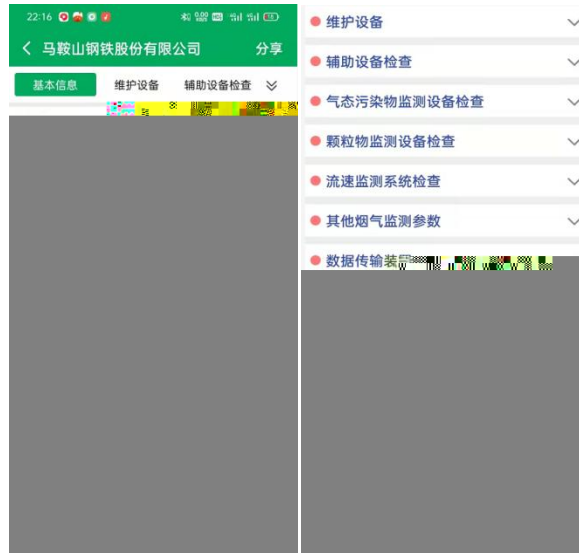 22:16
马鞍山钢铁股份有限公司 分享
基本信息 维护设备 辅助设备检查
维护设备
辅助设备检查
气态污染物监测设备检查
颗粒物监测设备检查
流速监测系统检查
其他烟气监测参数
数据传输装